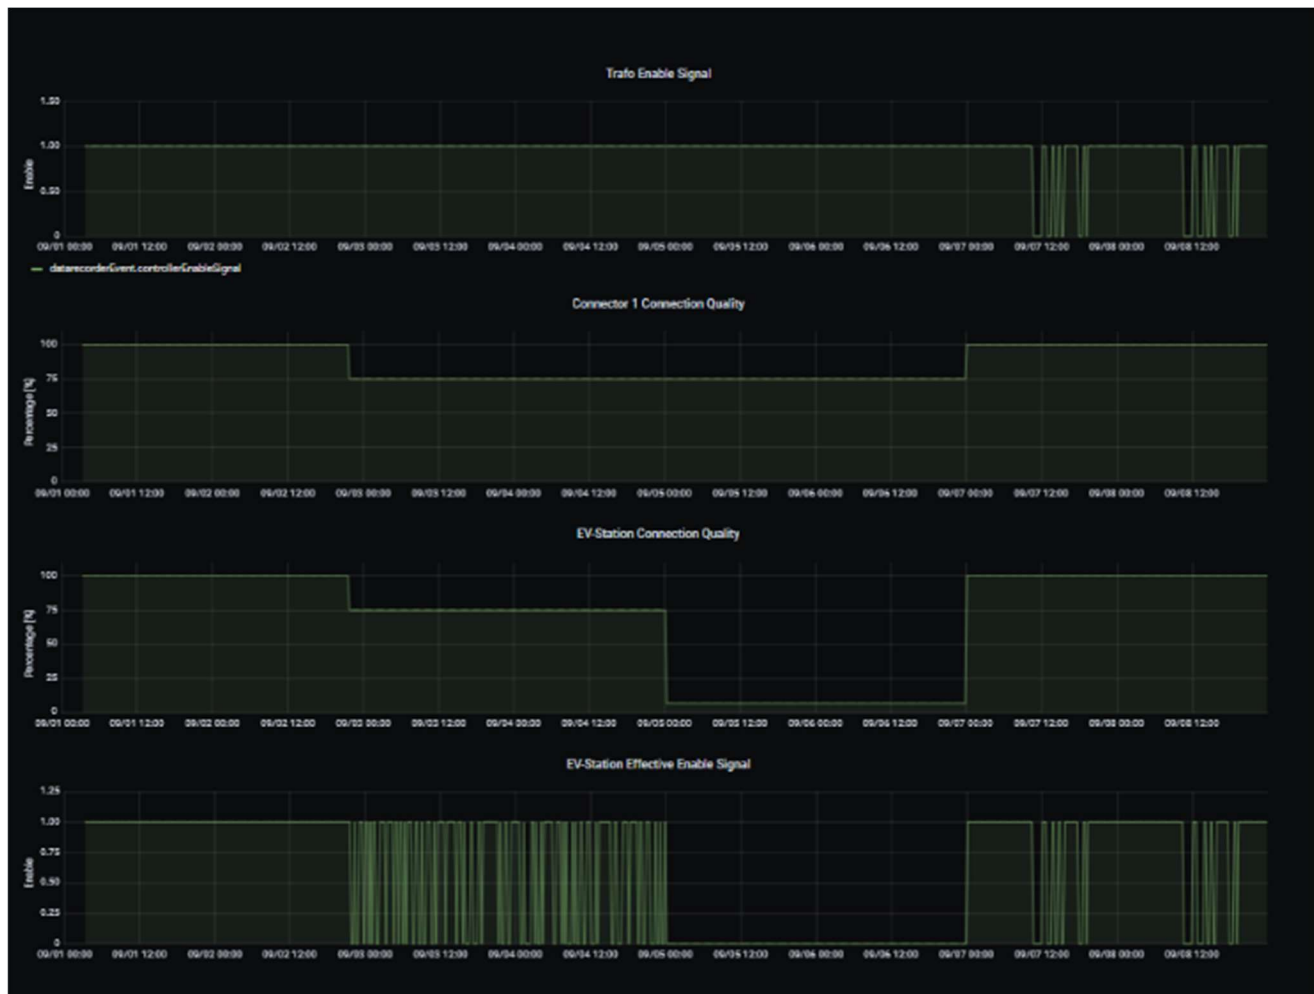 Trafo Enable Signal
1.50
1.00
0.50
0
Enable
09/01 00:00 09/01 12:00 09/02 00:00 09/02 12:00 09/03 00:00 09/03 12:00 09/04 00:00 09/04 12:00 09/05 00:00 09/05 12:00 09/06 00:00 09/06 12:00 09/07 00:00 09/07 12:00 09/08 00:00 09/08 12:00
datarecorderEvent.controllerEnableSignal
Connector 1 Connection Quality
100
75
50
25
0
Percentage [%]
09/01 00:00 09/01 12:00 09/02 00:00 09/02 12:00 09/03 00:00 09/03 12:00 09/04 00:00 09/04 12:00 09/05 00:00 09/05 12:00 09/06 00:00 09/06 12:00 09/07 00:00 09/07 12:00 09/08 00:00 09/08 12:00
EV-Station Connection Quality
100
75
50
25
0
Percentage [%]
09/01 00:00 09/01 12:00 09/02 00:00 09/02 12:00 09/03 00:00 09/03 12:00 09/04 00:00 09/04 12:00 09/05 00:00 09/05 12:00 09/06 00:00 09/06 12:00 09/07 00:00 09/07 12:00 09/08 00:00 09/08 12:00
EV-Station Effective Enable Signal
1.25
1.00
0.75
0.50
0.25
0
Enable
09/01 00:00 09/01 12:00 09/02 00:00 09/02 12:00 09/03 00:00 09/03 12:00 09/04 00:00 09/04 12:00 09/05 00:00 09/05 12:00 09/06 00:00 09/06 12:00 09/07 00:00 09/07 12:00 09/08 00:00 09/08 12:00